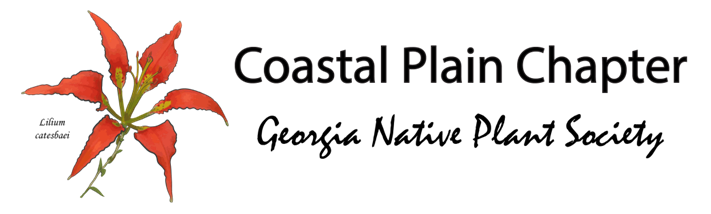 Coastal Plain Chapter
Georgia Native Plant Society
Lilium
catesbaei